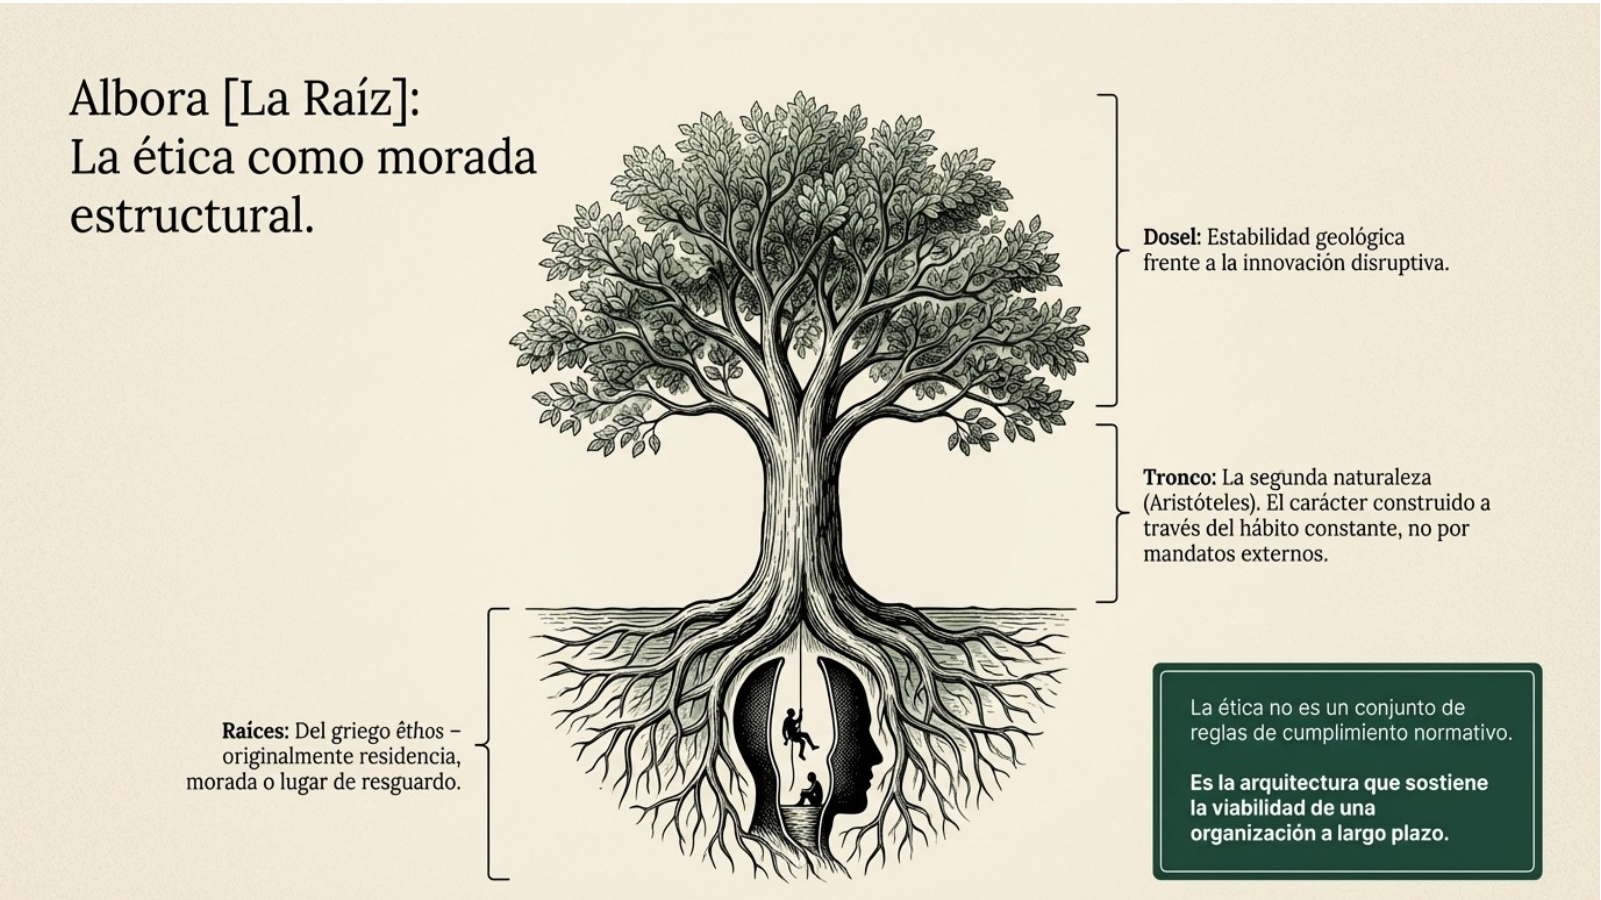 Albora [La Raíz]:
La ética como morada
estructural.
Dosel: Estabilidad geológica
frente a la innovación disruptiva.
Tronco: La segunda naturaleza
(Aristóteles). El carácter construido a
través del hábito constante, no por
mandatos externos.
Raíces: Del griego êthos –
originalmente residencia,
morada o lugar de resguardo.
La ética no es un conjunto de
reglas de cumplimiento normativo.
Es la arquitectura que sostiene
la viabilidad de una
organización a largo plazo.